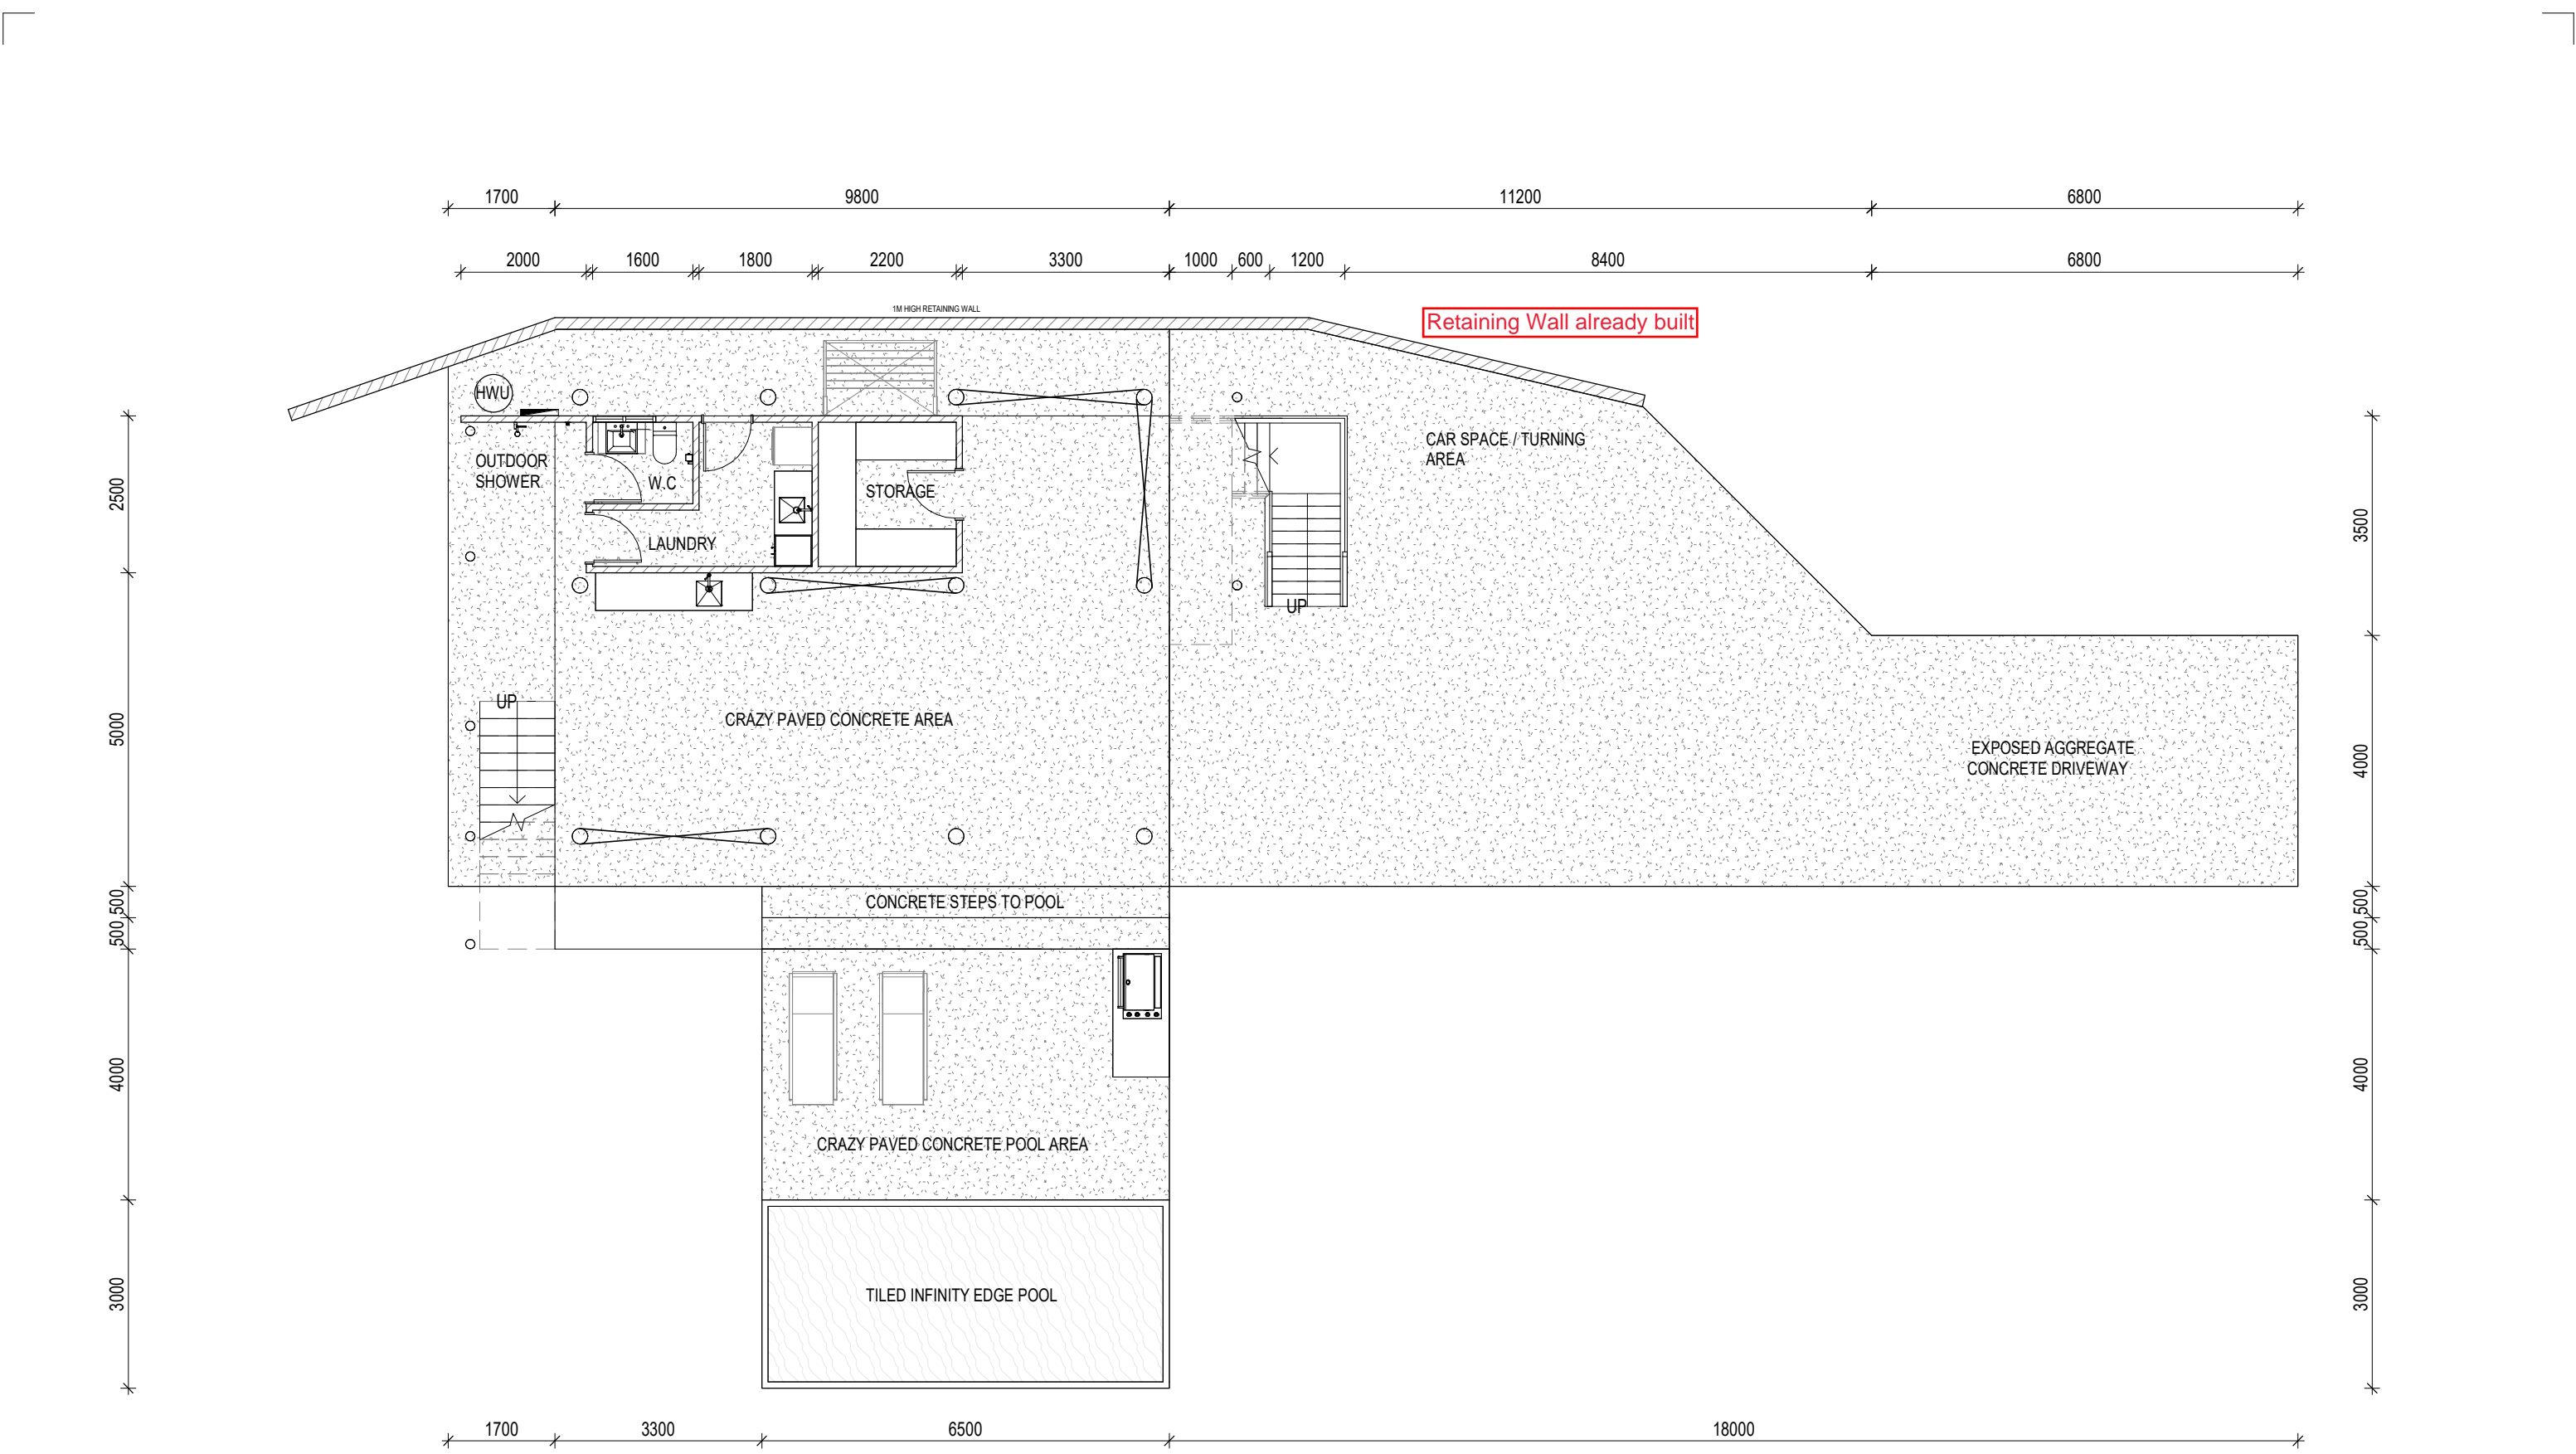 1700
9800
11200
6800
2000
1600
1800
2200
3300
1000
600
1200
8400
6800
1M HIGH RETAINING WALL
Retaining Wall already built
HWU
OUTDOOR
SHOWER
W.C
STORAGE
LAUNDRY
CAR SPACE / TURNING
AREA
UP
UP
CRAZY PAVED CONCRETE AREA
EXPOSED AGGREGATE
CONCRETE DRIVEWAY
CONCRETE STEPS TO POOL
CRAZY PAVED CONCRETE POOL AREA
TILED INFINITY EDGE POOL
2500
5000
500
500
4000
3000
3500
4000
500
500
4000
3000
1700
3300
6500
18000